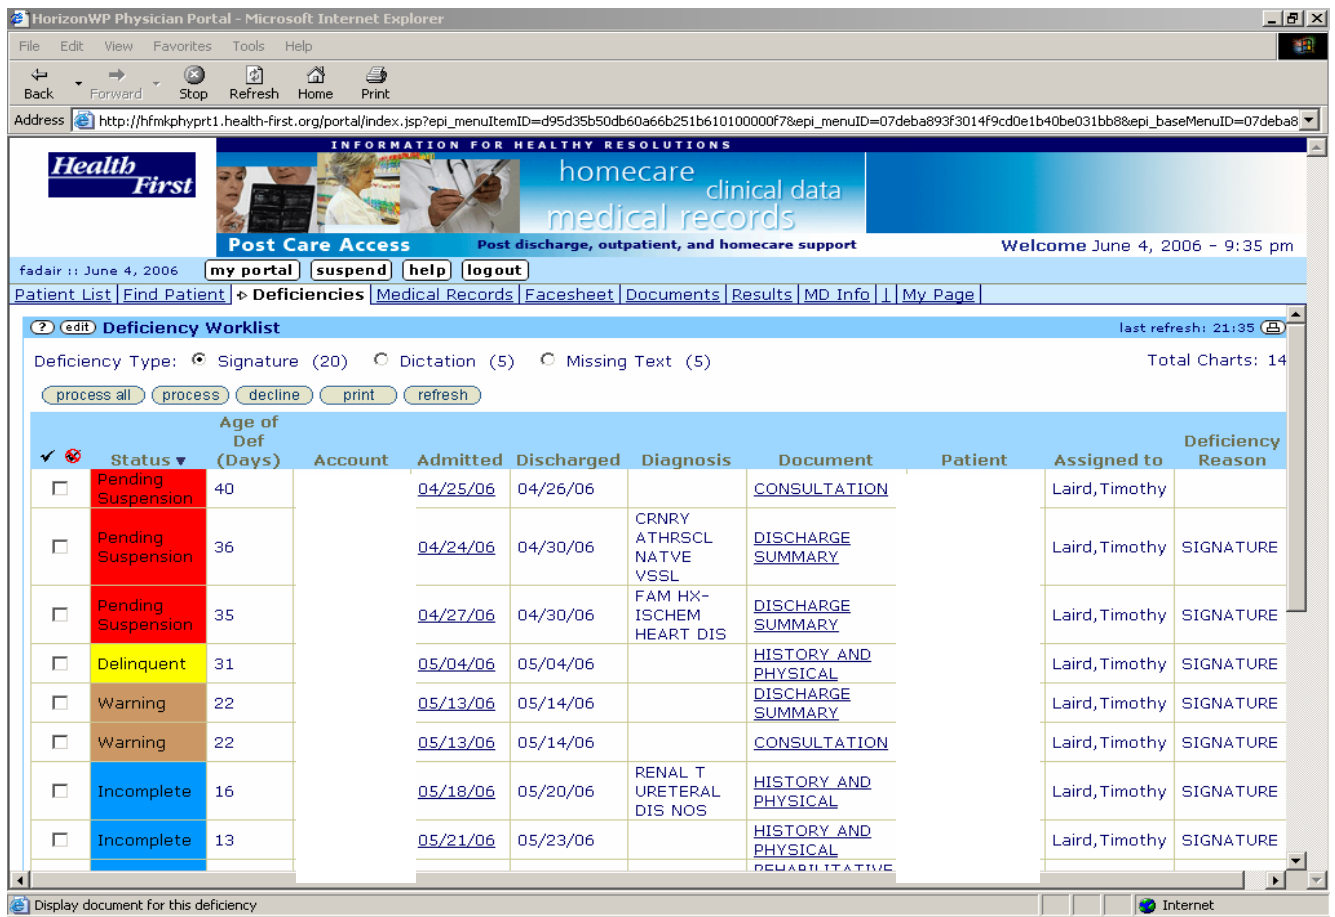 HorizonWP Physician Portal - Microsoft Internet Explorer
File Edit View Favorites Tools Help
Back Forward Stop Refresh Home Print
Address http://hfmkphyprt1.health-first.org/portal/index.jsp?epi_menuItemID=d95d35b50db60a66b251b610100000f7&epi_menuID=07deba893f3014f9cd0e1b40be031bb8&epi_baseMenuID=07deba8
INFORMATION FOR HEALTHY RESOLUTIONS
Health First
homecare
clinical data
medical records
Post Care Access Post discharge, outpatient, and homecare support Welcome June 4, 2006 - 9:35 pm
fadair :: June 4, 2006 my portal suspend help logout
Patient List Find Patient Deficiencies Medical Records Facesheet Documents Results MD Info | My Page
? edit Deficiency Worklist last refresh: 21:35
Deficiency Type: Signature (20) Dictation (5) Missing Text (5) Total Charts: 14
process all process decline print refresh
Status Age of Def (Days) Account Admitted Discharged Diagnosis Document Patient Assigned to Deficiency Reason
Pending Suspension 40 04/25/06 04/26/06 CONSULTATION Laird,Timothy
Pending Suspension 36 04/24/06 04/30/06 CRNRY ATHRSCL NATVE VSSL DISCHARGE SUMMARY Laird,Timothy SIGNATURE
Pending Suspension 35 04/27/06 04/30/06 FAM HX- ISCHEM HEART DIS DISCHARGE SUMMARY Laird,Timothy SIGNATURE
Delinquent 31 05/04/06 05/04/06 HISTORY AND PHYSICAL Laird,Timothy SIGNATURE
Warning 22 05/13/06 05/14/06 DISCHARGE SUMMARY Laird,Timothy SIGNATURE
Warning 22 05/13/06 05/14/06 CONSULTATION Laird,Timothy SIGNATURE
Incomplete 16 05/18/06 05/20/06 RENAL T URETERAL DIS NOS HISTORY AND PHYSICAL Laird,Timothy SIGNATURE
Incomplete 13 05/21/06 05/23/06 HISTORY AND PHYSICAL Laird,Timothy SIGNATURE
REHABILITATIVE
Display document for this deficiency Internet